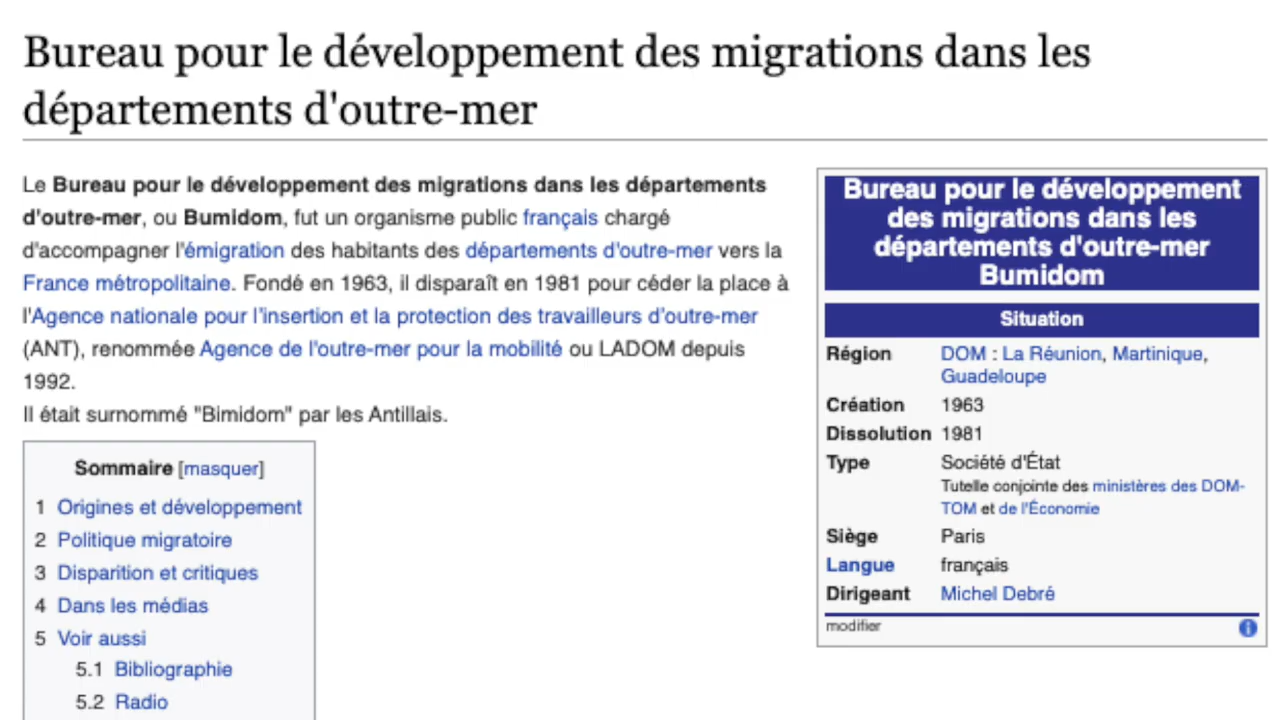 Bureau pour le développement des migrations dans les
départements d'outre-mer
Le Bureau pour le développement des migrations dans les départements
d'outre-mer, ou Bumidom, fut un organisme public français chargé
d'accompagner l'émigration des habitants des départements d'outre-mer vers la
France métropolitaine. Fondé en 1963, il disparaît en 1981 pour céder la place à
l'Agence nationale pour l'insertion et la protection des travailleurs d'outre-mer
(ANT), renommée Agence de l'outre-mer pour la mobilité ou LADOM depuis
1992.
Il était surnommé "Bimidom" par les Antillais.
Sommaire [masquer]
1 Origines et développement
2 Politique migratoire
3 Disparition et critiques
4 Dans les médias
5 Voir aussi
5.1 Bibliographie
5.2 Radio
Bureau pour le développement
des migrations dans les
départements d'outre-mer
Bumidom
Situation
Région DOM : La Réunion, Martinique,
Guadeloupe
Création 1963
Dissolution 1981
Type Société d'État
Tutelle conjointe des ministères des DOM-
TOM et de l'Économie
Siège Paris
Langue français
Dirigeant Michel Debré
modifier